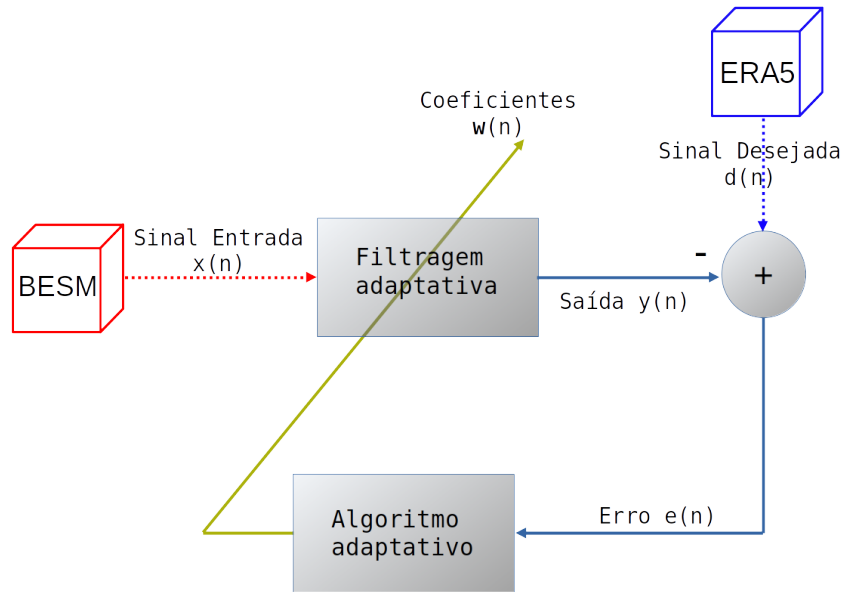 ERA5
Coeficientes
w(n)
Sinal Desejada
d(n)
Sinal Entrada
x(n)
BESM
Filtragem
adaptativa
-
+
Saída y(n)
Algoritmo
adaptativo
Erro e(n)